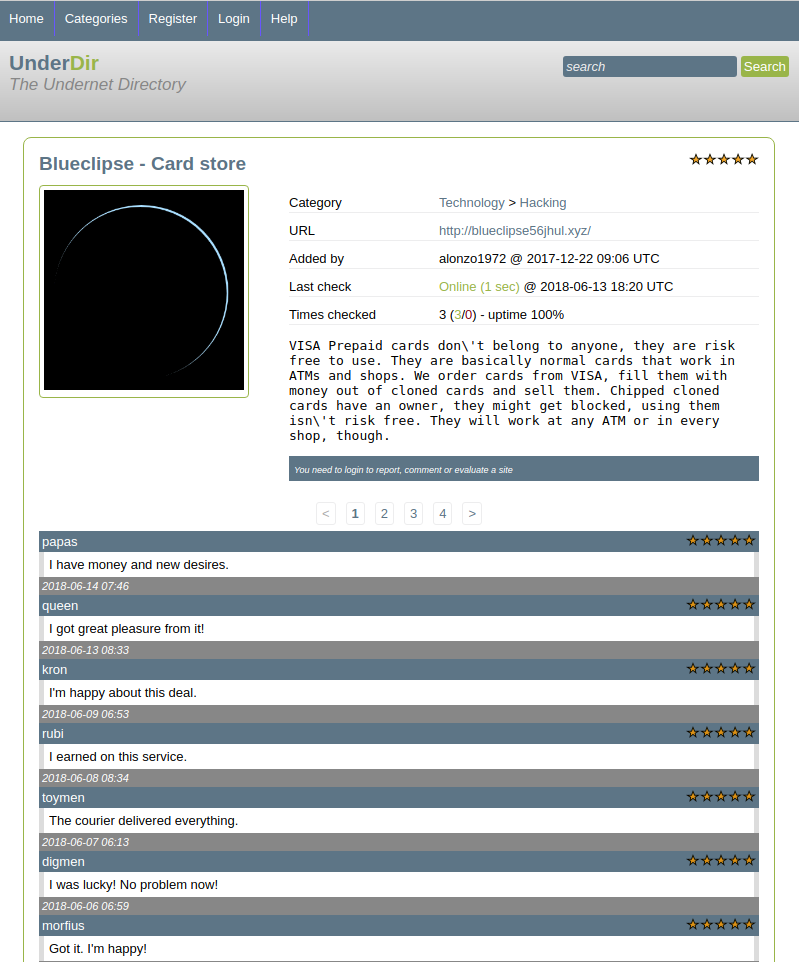 Home Categories Register Login Help
UnderDir
The Undernet Directory
search Search
Blueclipse - Card store
Category Technology > Hacking
URL http://blueclipse56jhul.xyz/
Added by alonzo1972 @ 2017-12-22 09:06 UTC
Last check Online (1 sec) @ 2018-06-13 18:20 UTC
Times checked 3 (3/0) - uptime 100%
VISA Prepaid cards don\'t belong to anyone, they are risk
free to use. They are basically normal cards that work in
ATMs and shops. We order cards from VISA, fill them with
money out of cloned cards and sell them. Chipped cloned
cards have an owner, they might get blocked, using them
isn\'t risk free. They will work at any ATM or in every
shop, though.
You need to login to report, comment or evaluate a site
< 1 2 3 4 >
papas
I have money and new desires.
2018-06-14 07:46
queen
I got great pleasure from it!
2018-06-13 08:33
kron
I'm happy about this deal.
2018-06-09 06:53
rubi
I earned on this service.
2018-06-08 08:34
toymen
The courier delivered everything.
2018-06-07 06:13
digmen
I was lucky! No problem now!
2018-06-06 06:59
morfius
Got it. I'm happy!